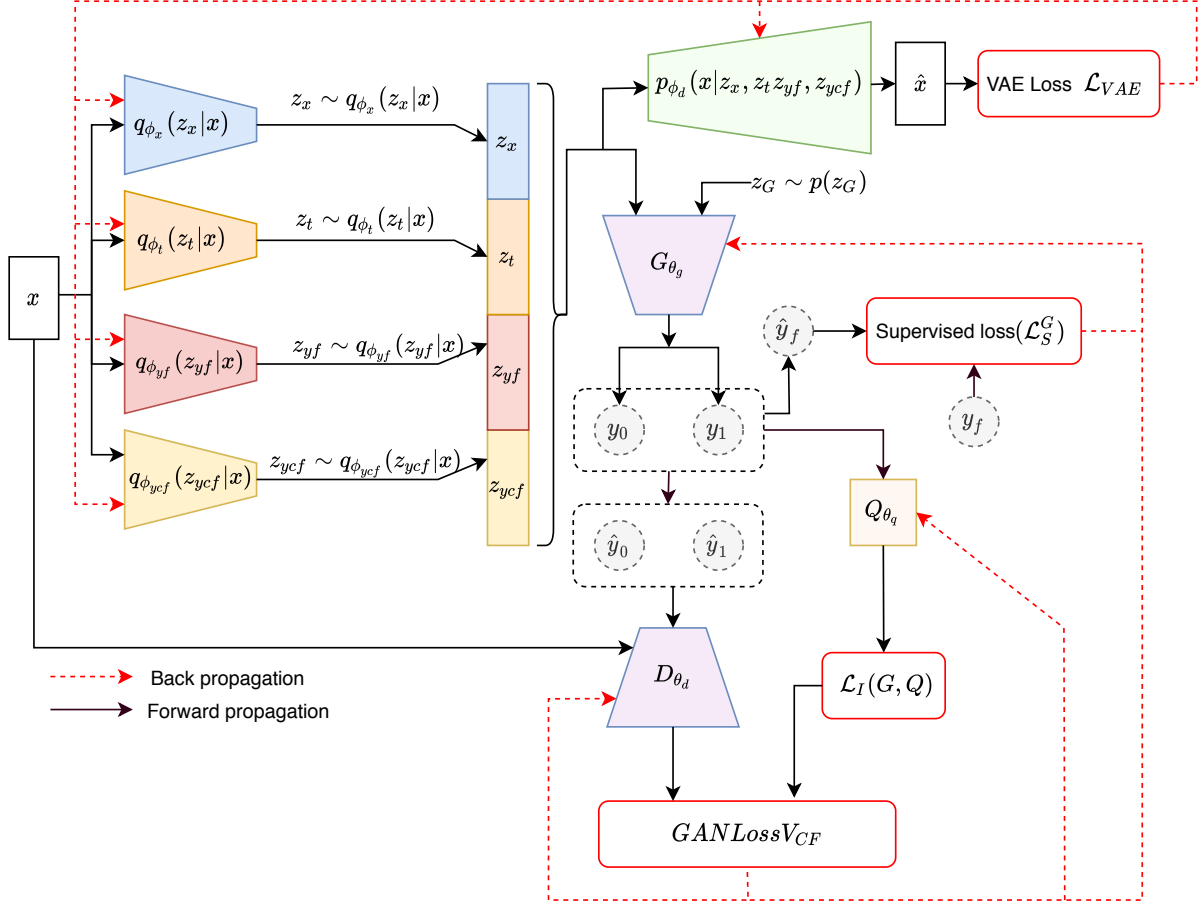 p_{ϕ_d}(x|z_x, z_t z_{yf}, z_{ycf})
x̂
VAE Loss ℒ_{VAE}
z_x ∼ q_{ϕ_x}(z_x|x)
q_{ϕ_x}(z_x|x)
z_x
z_G ∼ p(z_G)
z_t ∼ q_{ϕ_t}(z_t|x)
q_{ϕ_t}(z_t|x)
z_t
G_{θ_g}
x
ŷ_f
Supervised loss(ℒ_S^G)
z_{yf} ∼ q_{ϕ_{yf}}(z_{yf}|x)
q_{ϕ_{yf}}(z_{yf}|x)
z_{yf}
y_0
y_1
y_f
z_{ycf} ∼ q_{ϕ_{ycf}}(z_{ycf}|x)
q_{ϕ_{ycf}}(z_{ycf}|x)
z_{ycf}
Q_{θ_q}
ŷ_0
ŷ_1
D_{θ_d}
ℒ_I(G, Q)
Back propagation
Forward propagation
GANLossV_{CF}